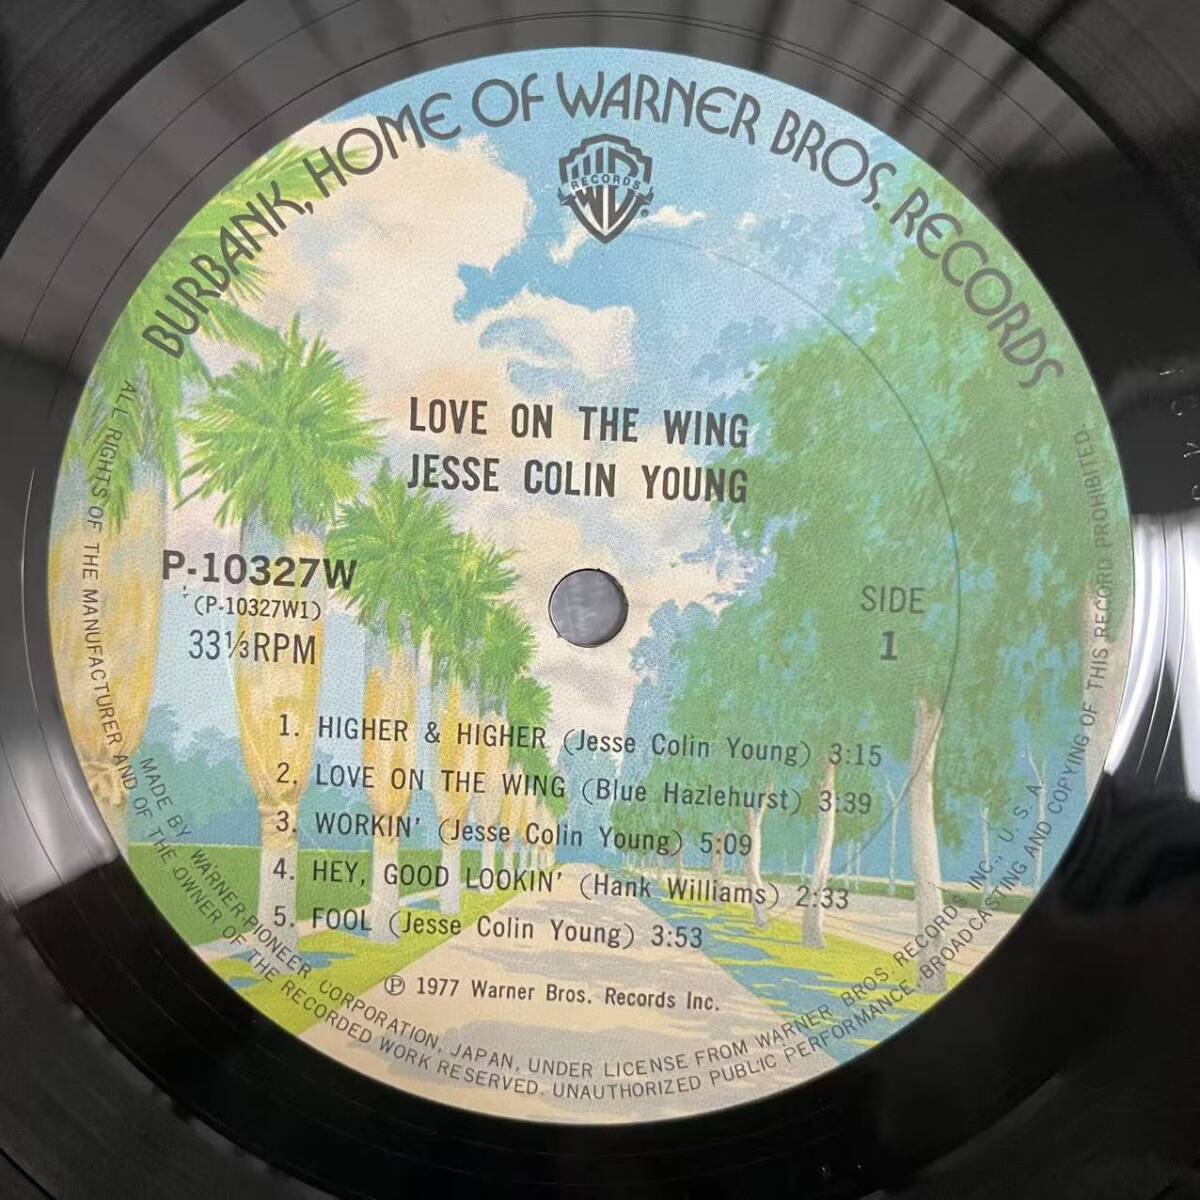 BURBANK, HOME OF WARNER BROS. RECORDS
RECORDS
LOVE ON THE WING
JESSE COLIN YOUNG
P-10327W
(P-10327W1)
33⅓RPM
SIDE
1
1. HIGHER & HIGHER (Jesse Colin Young) 3:15
2. LOVE ON THE WING (Blue Hazlehurst) 3:39
3. WORKIN' (Jesse Colin Young) 5:09
4. HEY, GOOD LOOKIN' (Hank Williams) 2:33
5. FOOL (Jesse Colin Young) 3:53
Ⓟ 1977 Warner Bros. Records Inc.
MADE BY WARNER-PIONEER CORPORATION, JAPAN, UNDER LICENSE FROM WARNER BROS. RECORDS INC., U. S. A.
ALL RIGHTS OF THE MANUFACTURER AND OF THE OWNER OF THE RECORDED WORK RESERVED. UNAUTHORIZED PUBLIC PERFORMANCE, BROADCASTING AND COPYING OF THIS RECORD PROHIBITED.